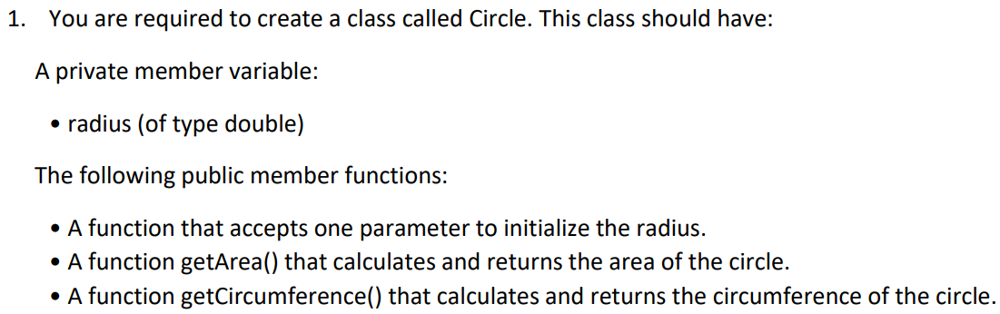 1. You are required to create a class called Circle. This class should have:
A private member variable:
• radius (of type double)
The following public member functions:
• A function that accepts one parameter to initialize the radius.
• A function getArea() that calculates and returns the area of the circle.
• A function getCircumference() that calculates and returns the circumference of the circle.